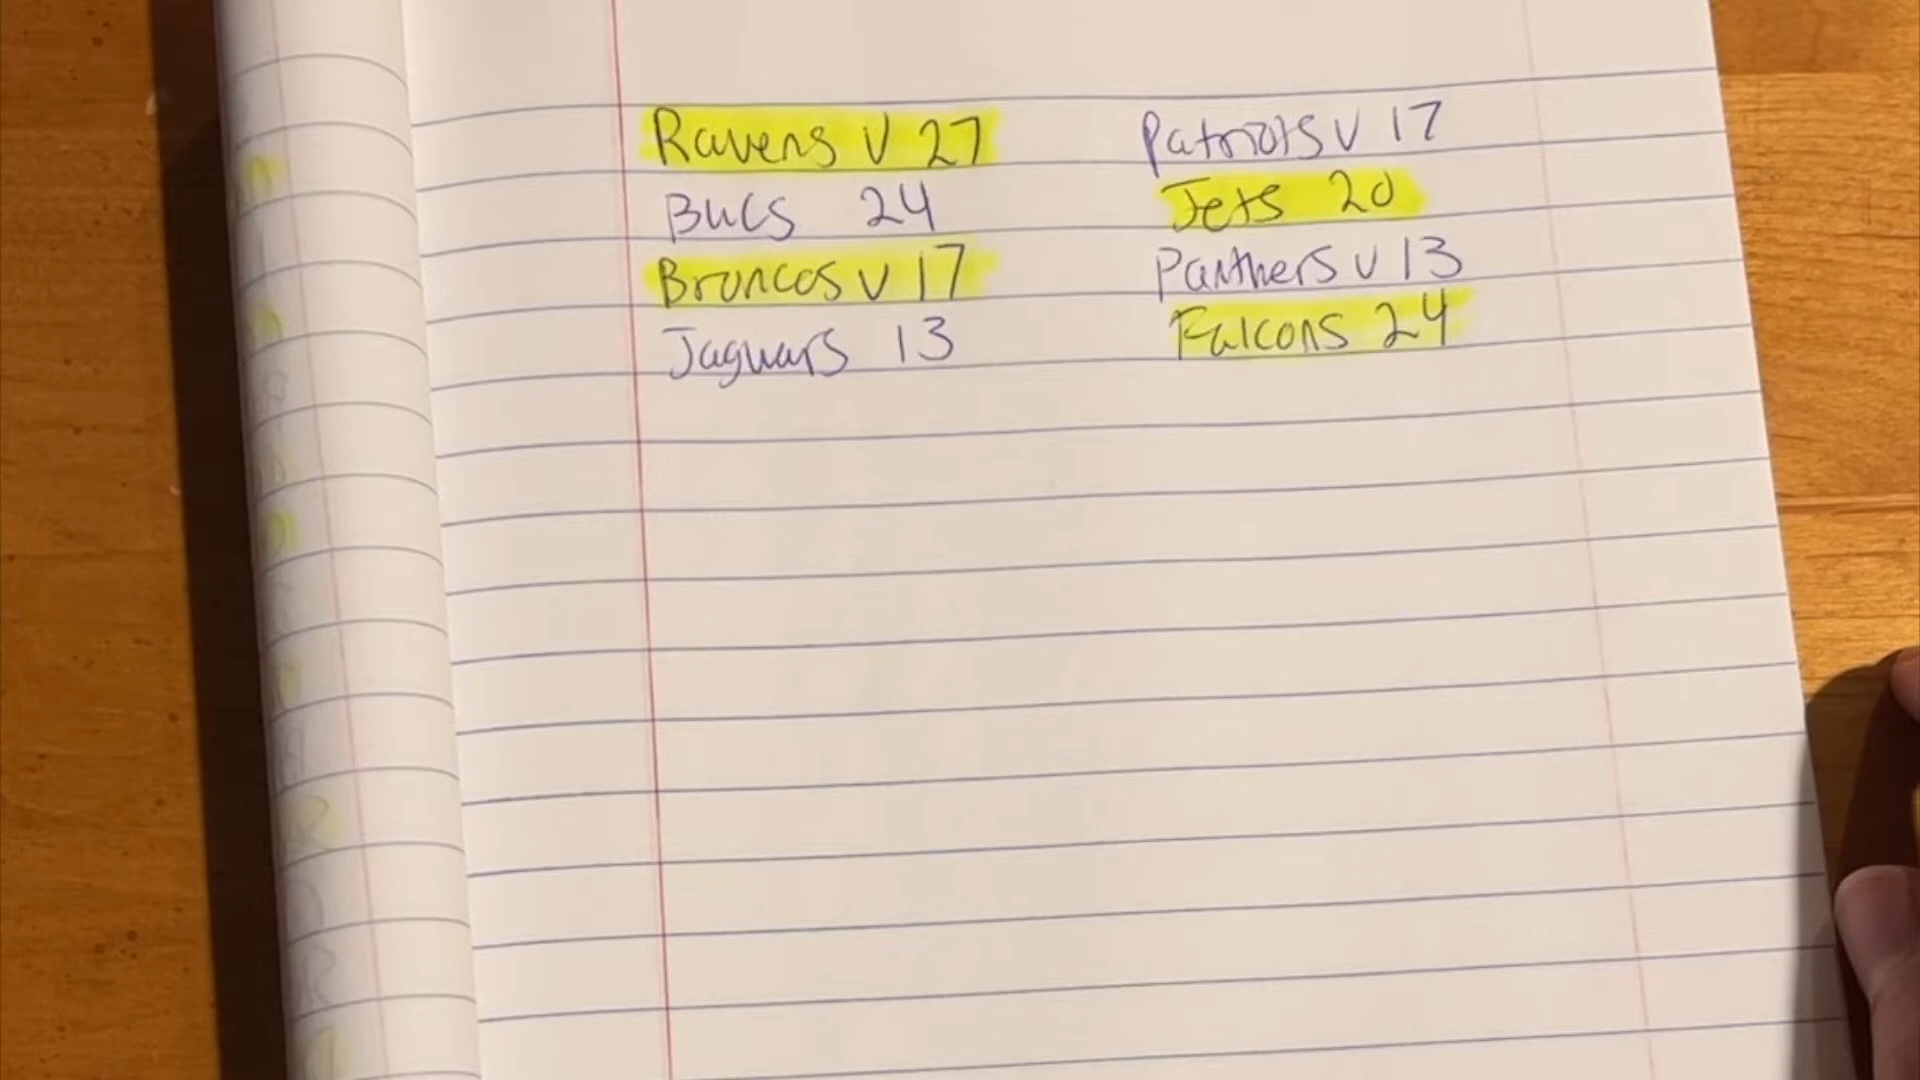 Ravens v 27
Bucs 24
Broncos v 17
Jaguars 13
Patriots v 17
Jets 20
Panthers v 13
Falcons 24